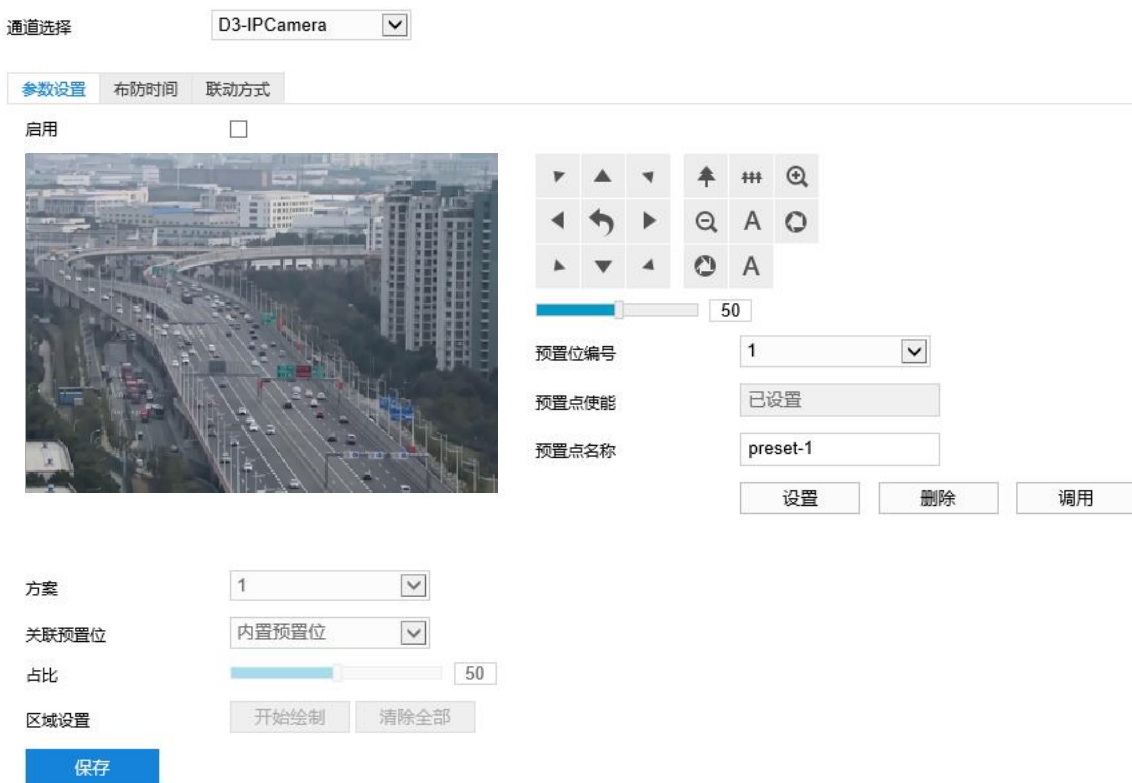 通道选择 D3-IPCamera
参数设置 布防时间 联动方式
启用
A
A
50
预置位编号 1
预置点使能 已设置
预置点名称 preset-1
设置 删除 调用
方案 1
关联预置位 内置预置位
占比 50
区域设置 开始绘制 清除全部
保存